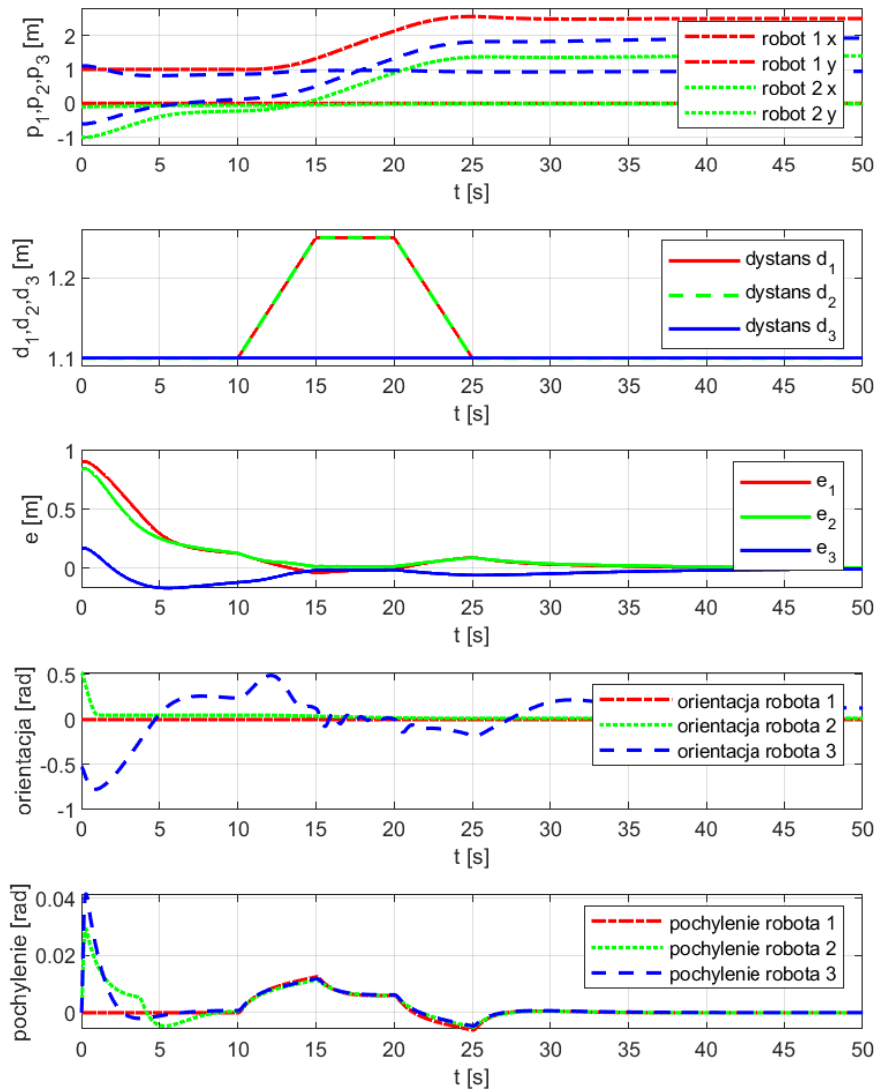 p1,p2,p3 [m]
2
1
0
-1
robot 1 x
robot 1 y
robot 2 x
robot 2 y
0 5 10 15 20 25 30 35 40 45 50
t [s]
d1,d2,d3 [m]
1.2
1.1
dystans d1
dystans d2
dystans d3
0 5 10 15 20 25 30 35 40 45 50
t [s]
e [m]
1
0.5
0
e1
e2
e3
0 5 10 15 20 25 30 35 40 45 50
t [s]
orientacja [rad]
0.5
0
-0.5
-1
orientacja robota 1
orientacja robota 2
orientacja robota 3
0 5 10 15 20 25 30 35 40 45 50
t [s]
pochylenie [rad]
0.04
0.02
0
pochylenie robota 1
pochylenie robota 2
pochylenie robota 3
0 5 10 15 20 25 30 35 40 45 50
t [s]